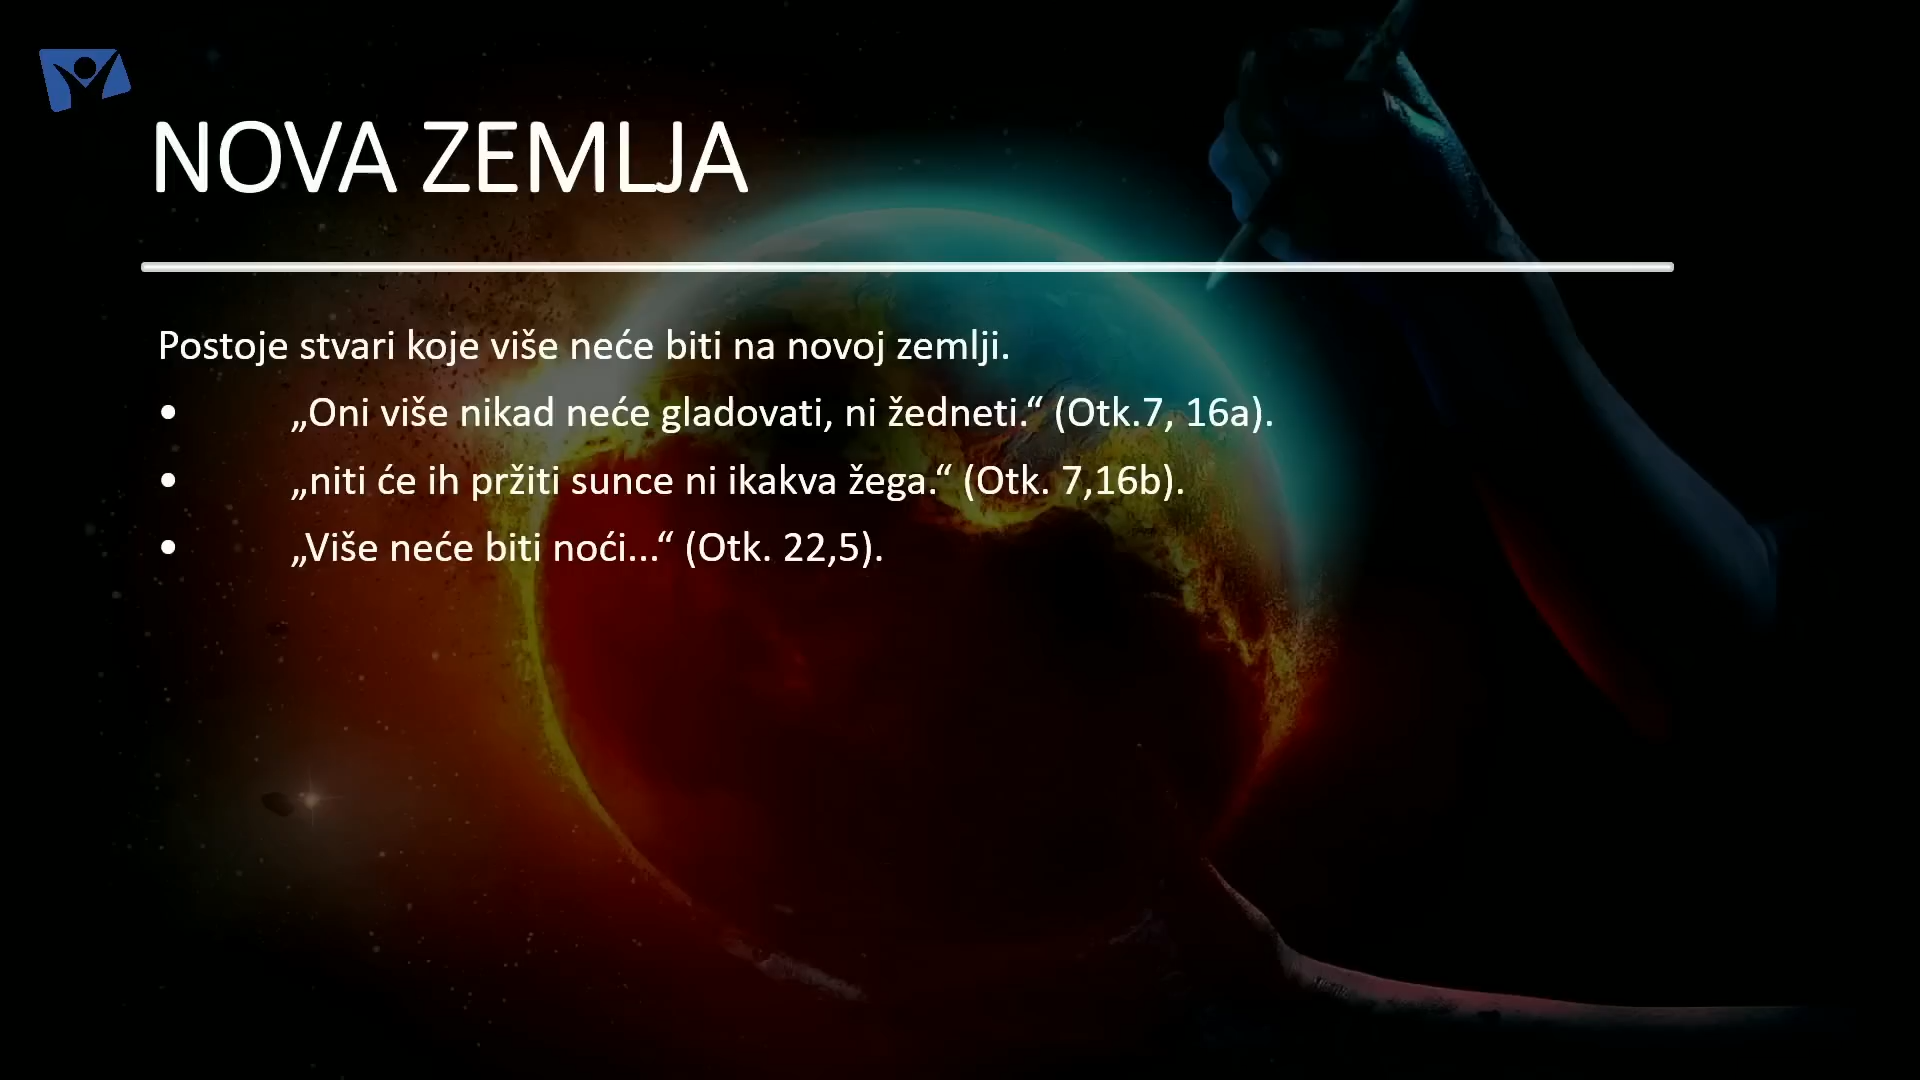 NOVA ZEMLJA
Postoje stvari koje više neće biti na novoj zemlji.
• „Oni više nikad neće gladovati, ni žedneti.“ (Otk.7, 16a).
• „niti će ih pržiti sunce ni ikakva žega.“ (Otk. 7,16b).
• „Više neće biti noći...“ (Otk. 22,5).